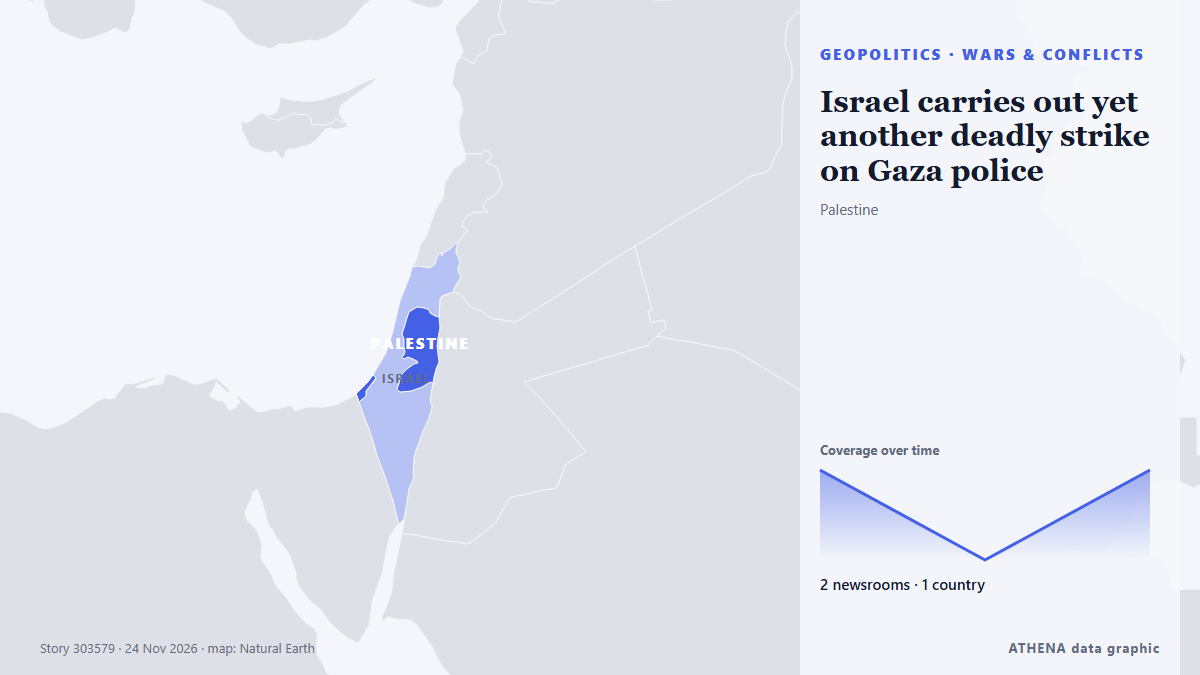 GEOPOLITICS · WARS & CONFLICTS
Israel carries out yet
another deadly strike
on Gaza police
Palestine
PALESTINE
ISRAEL
Coverage over time
2 newsrooms · 1 country
Story 303579 · 24 Nov 2026 · map: Natural Earth
ATHENA data graphic